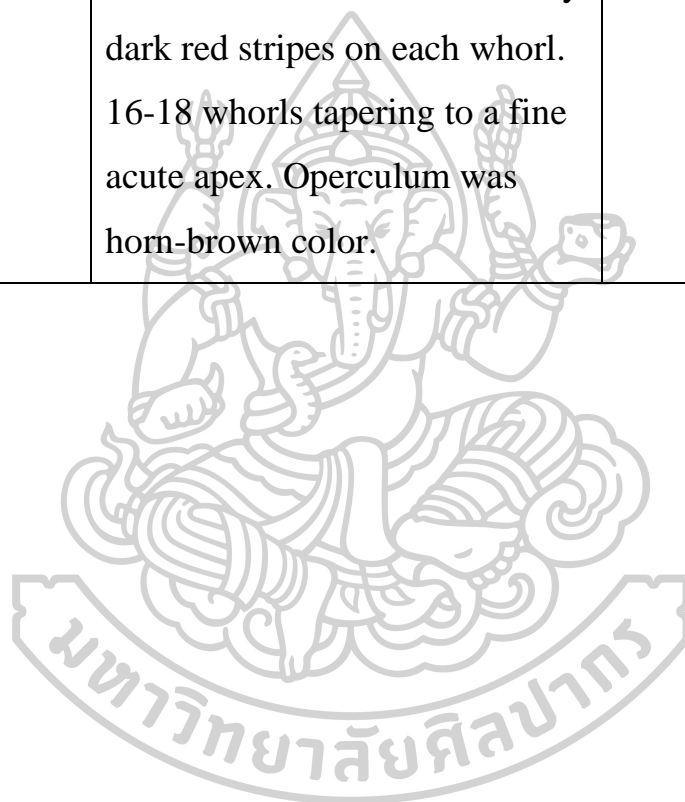 dark red stripes on each whorl.
16-18 whorls tapering to a fine
acute apex. Operculum was
horn-brown color.
มหาวิทยาลัยศิลปากร